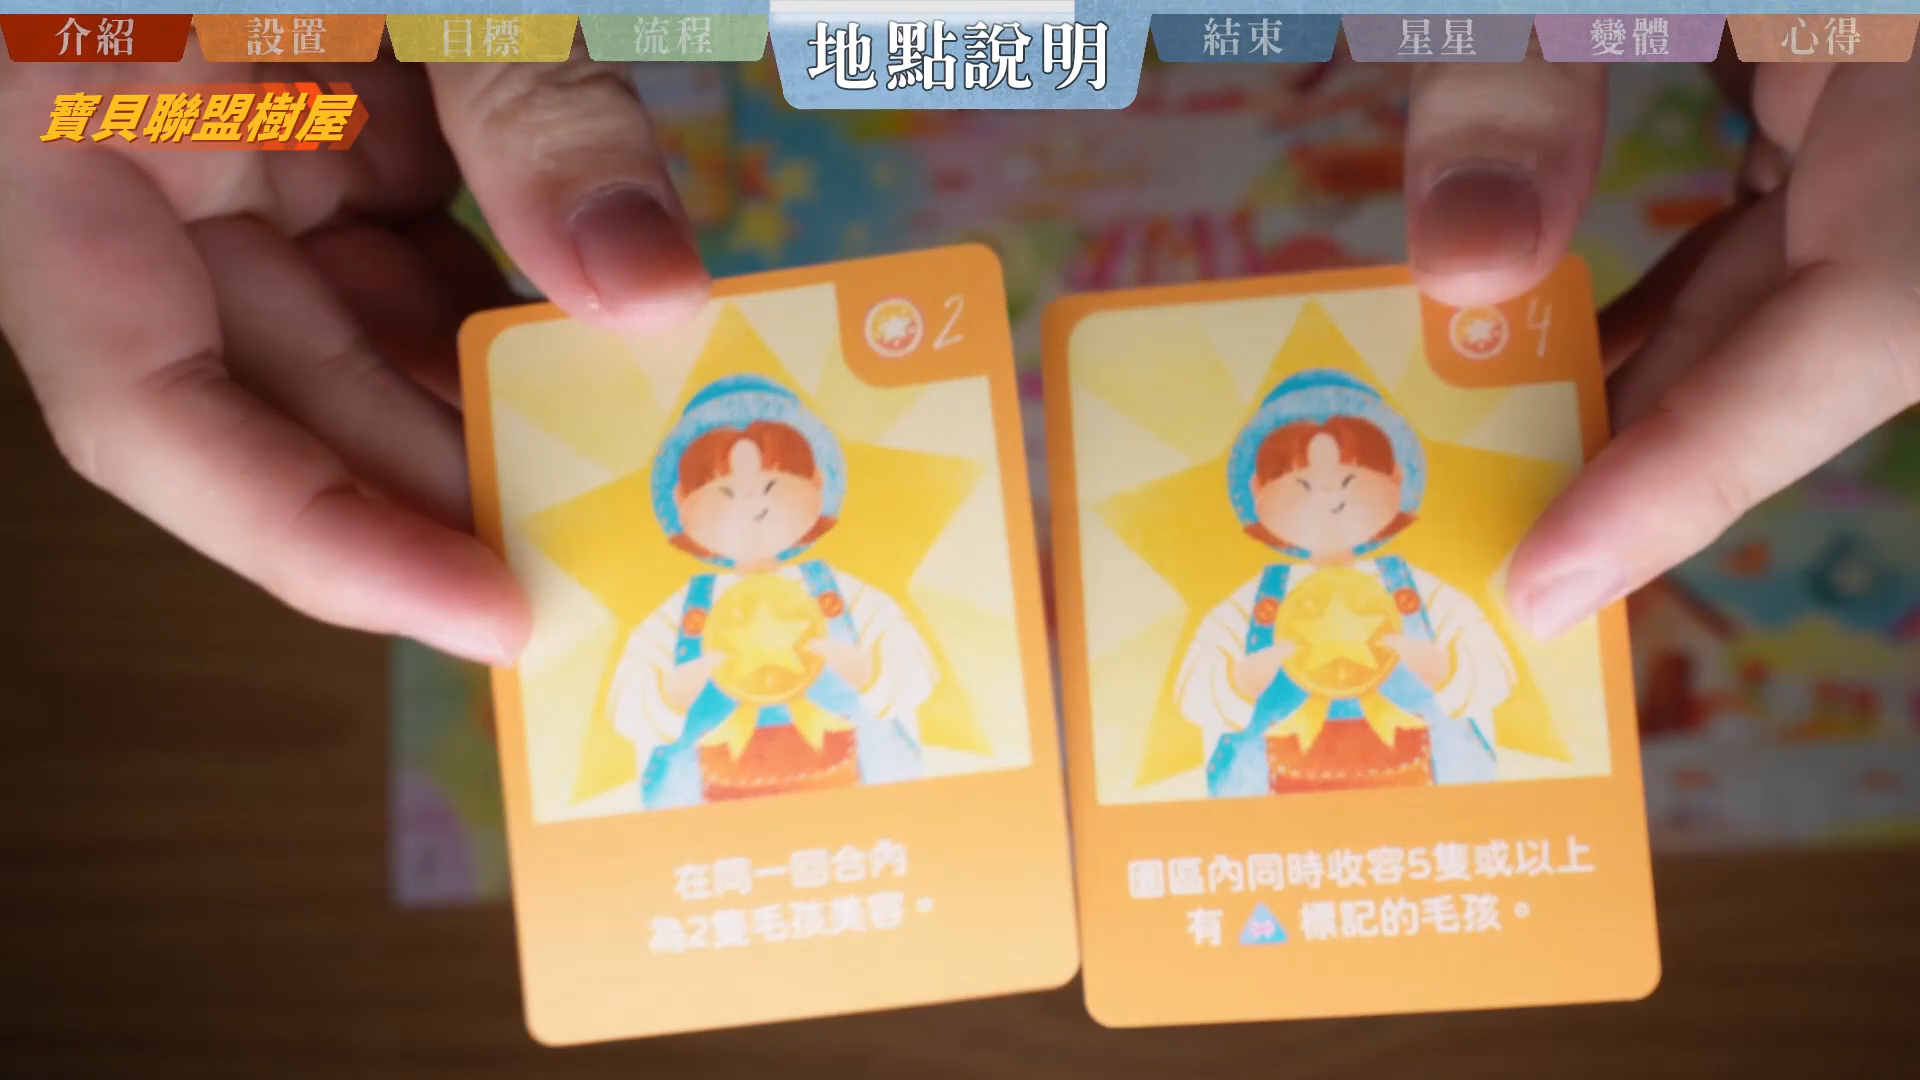 介紹
設置
目標
流程
地點說明
結束
星星
變體
心得
寶貝聯盟樹屋
2
4
在同一回合內
為2隻毛孩美容。
園區內同時收容5隻或以上
有 標記的毛孩。